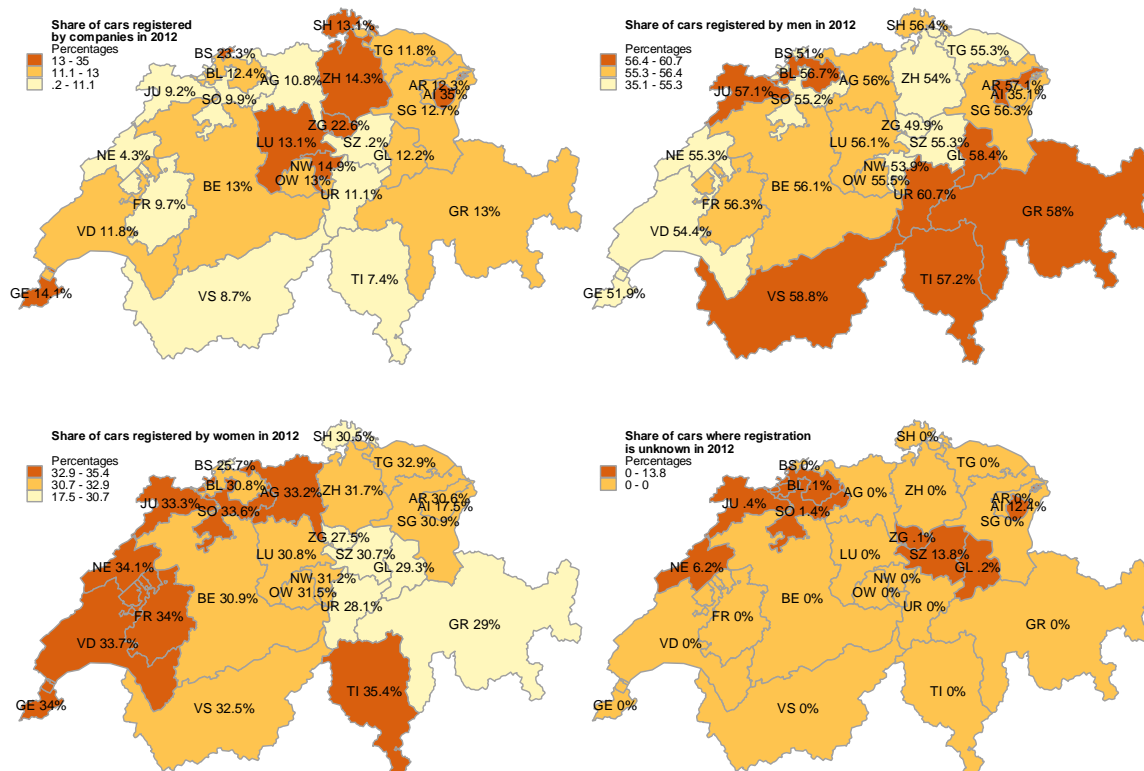 Share of cars registered
by companies in 2012
Percentages
13 - 35
11.1 - 13
.2 - 11.1
SH 13.1%
TG 11.8%
BS 23.3%
BL 12.4%
AG 10.8%
ZH 14.3%
AR 12.3%
AI 35%
JU 9.2%
SO 9.9%
SG 12.7%
ZG 22.6%
LU 13.1%
SZ .2%
NE 4.3%
GL 12.2%
NW 14.9%
BE 13%
OW 13%
UR 11.1%
FR 9.7%
GR 13%
VD 11.8%
TI 7.4%
GE 14.1%
VS 8.7%
Share of cars registered by men in 2012
Percentages
56.4 - 60.7
55.3 - 56.4
35.1 - 55.3
SH 56.4%
TG 55.3%
BS 51%
BL 56.7%
AG 56%
ZH 54%
AR 57.1%
AI 35.1%
JU 57.1%
SO 55.2%
SG 56.3%
ZG 49.9%
LU 56.1%
SZ 55.3%
NE 55.3%
GL 58.4%
NW 53.9%
BE 56.1%
OW 55.5%
UR 60.7%
FR 56.3%
GR 58%
VD 54.4%
TI 57.2%
GE 51.9%
VS 58.8%
Share of cars registered by women in 2012
Percentages
32.9 - 35.4
30.7 - 32.9
17.5 - 30.7
SH 30.5%
TG 32.9%
BS 25.7%
BL 30.8%
AG 33.2%
ZH 31.7%
AR 30.6%
AI 17.5%
JU 33.3%
SO 33.6%
SG 30.9%
ZG 27.5%
LU 30.8%
SZ 30.7%
NE 34.1%
GL 29.3%
NW 31.2%
BE 30.9%
OW 31.5%
UR 28.1%
FR 34%
GR 29%
VD 33.7%
TI 35.4%
GE 34%
VS 32.5%
Share of cars where registration
is unknown in 2012
Percentages
0 - 13.8
0 - 0
SH 0%
TG 0%
BS 0%
BL .1%
AG 0%
ZH 0%
AR 0%
AI 12.4%
JU .4%
SO 1.4%
SG 0%
ZG .1%
LU 0%
SZ 13.8%
NE 6.2%
GL .2%
NW 0%
BE 0%
OW 0%
UR 0%
FR 0%
GR 0%
VD 0%
TI 0%
GE 0%
VS 0%